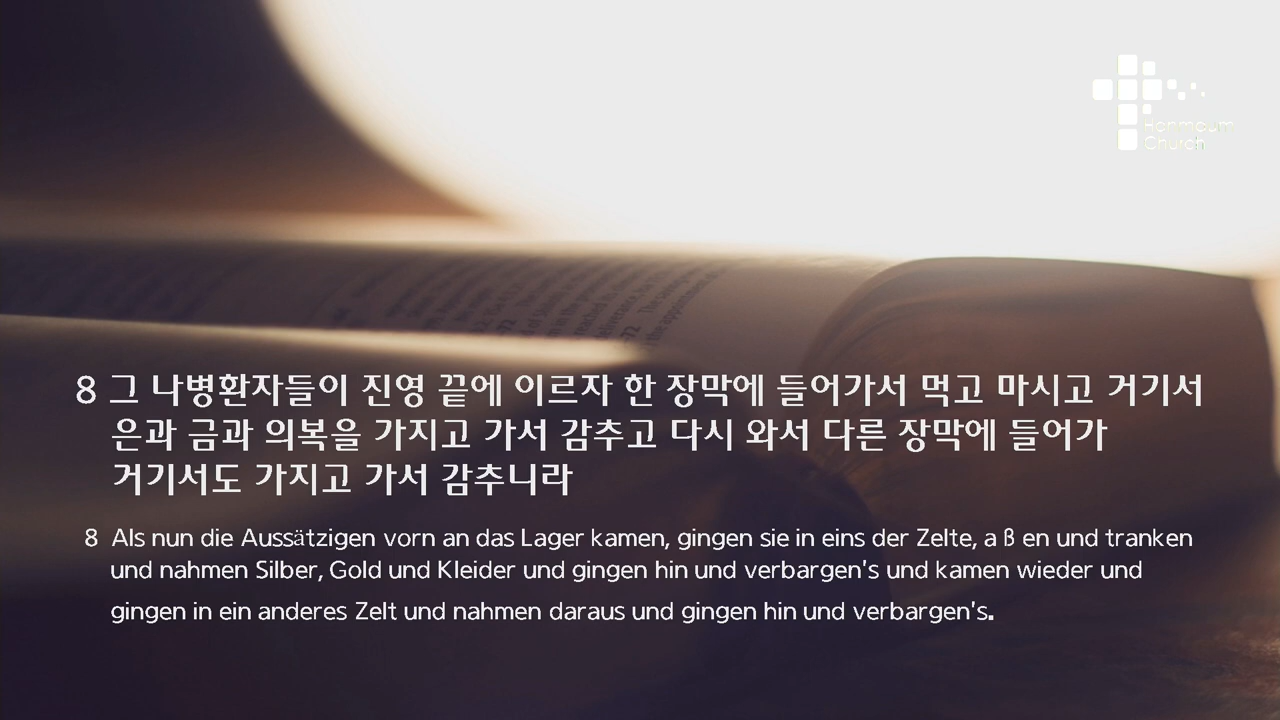 Hanmaum
Church
8 그 나병환자들이 진영 끝에 이르자 한 장막에 들어가서 먹고 마시고 거기서
은과 금과 의복을 가지고 가서 감추고 다시 와서 다른 장막에 들어가
거기서도 가지고 가서 감추니라
8 Als nun die Aussätzigen vorn an das Lager kamen, gingen sie in eins der Zelte, a ß en und tranken
und nahmen Silber, Gold und Kleider und gingen hin und verbargen's und kamen wieder und
gingen in ein anderes Zelt und nahmen daraus und gingen hin und verbargen's.